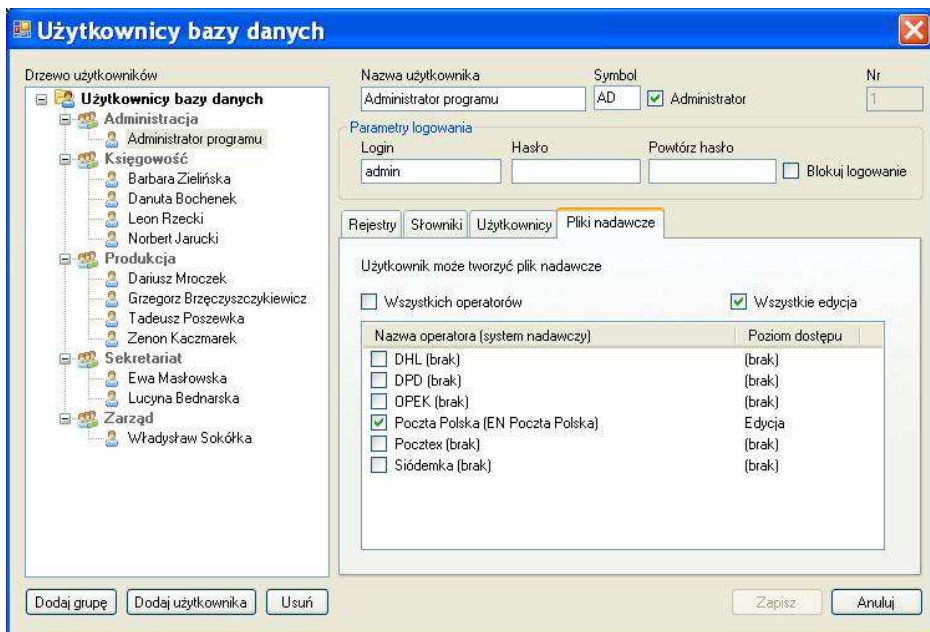 Użytkownicy bazy danych
Drzewo użytkowników
Użytkownicy bazy danych
Administracja
Administrator programu
Księgowość
Barbara Zielińska
Danuta Bochenek
Leon Rzecki
Norbert Jarucki
Produkcja
Dariusz Mroczek
Grzegorz Brzęczyszczykiewicz
Tadeusz Poszewka
Zenon Kaczmarek
Sekretariat
Ewa Masłowska
Lucyna Bednarska
Zarząd
Władysław Sokółka
Dodaj grupę Dodaj użytkownika Usuń
Nazwa użytkownika Symbol Nr
Administrator programu AD Administrator 1
Parametry logowania
Login Hasło Powtórz hasło
admin Blokuj logowanie
Rejestry Słowniki Użytkownicy Pliki nadawcze
Użytkownik może tworzyć plik nadawcze
Wszystkich operatorów Wszystkie edycja
Nazwa operatora (system nadawczy) Poziom dostępu
DHL (brak) (brak)
DPD (brak) (brak)
OPEK (brak) (brak)
Poczta Polska (EN Poczta Polska) Edycja
Pocztex (brak) (brak)
Siódemka (brak) (brak)
Zapisz Anuluj